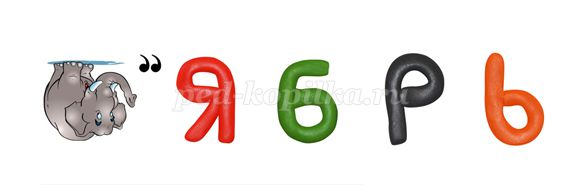 ,, Я Б Р Ь
ped-kopilka.ru